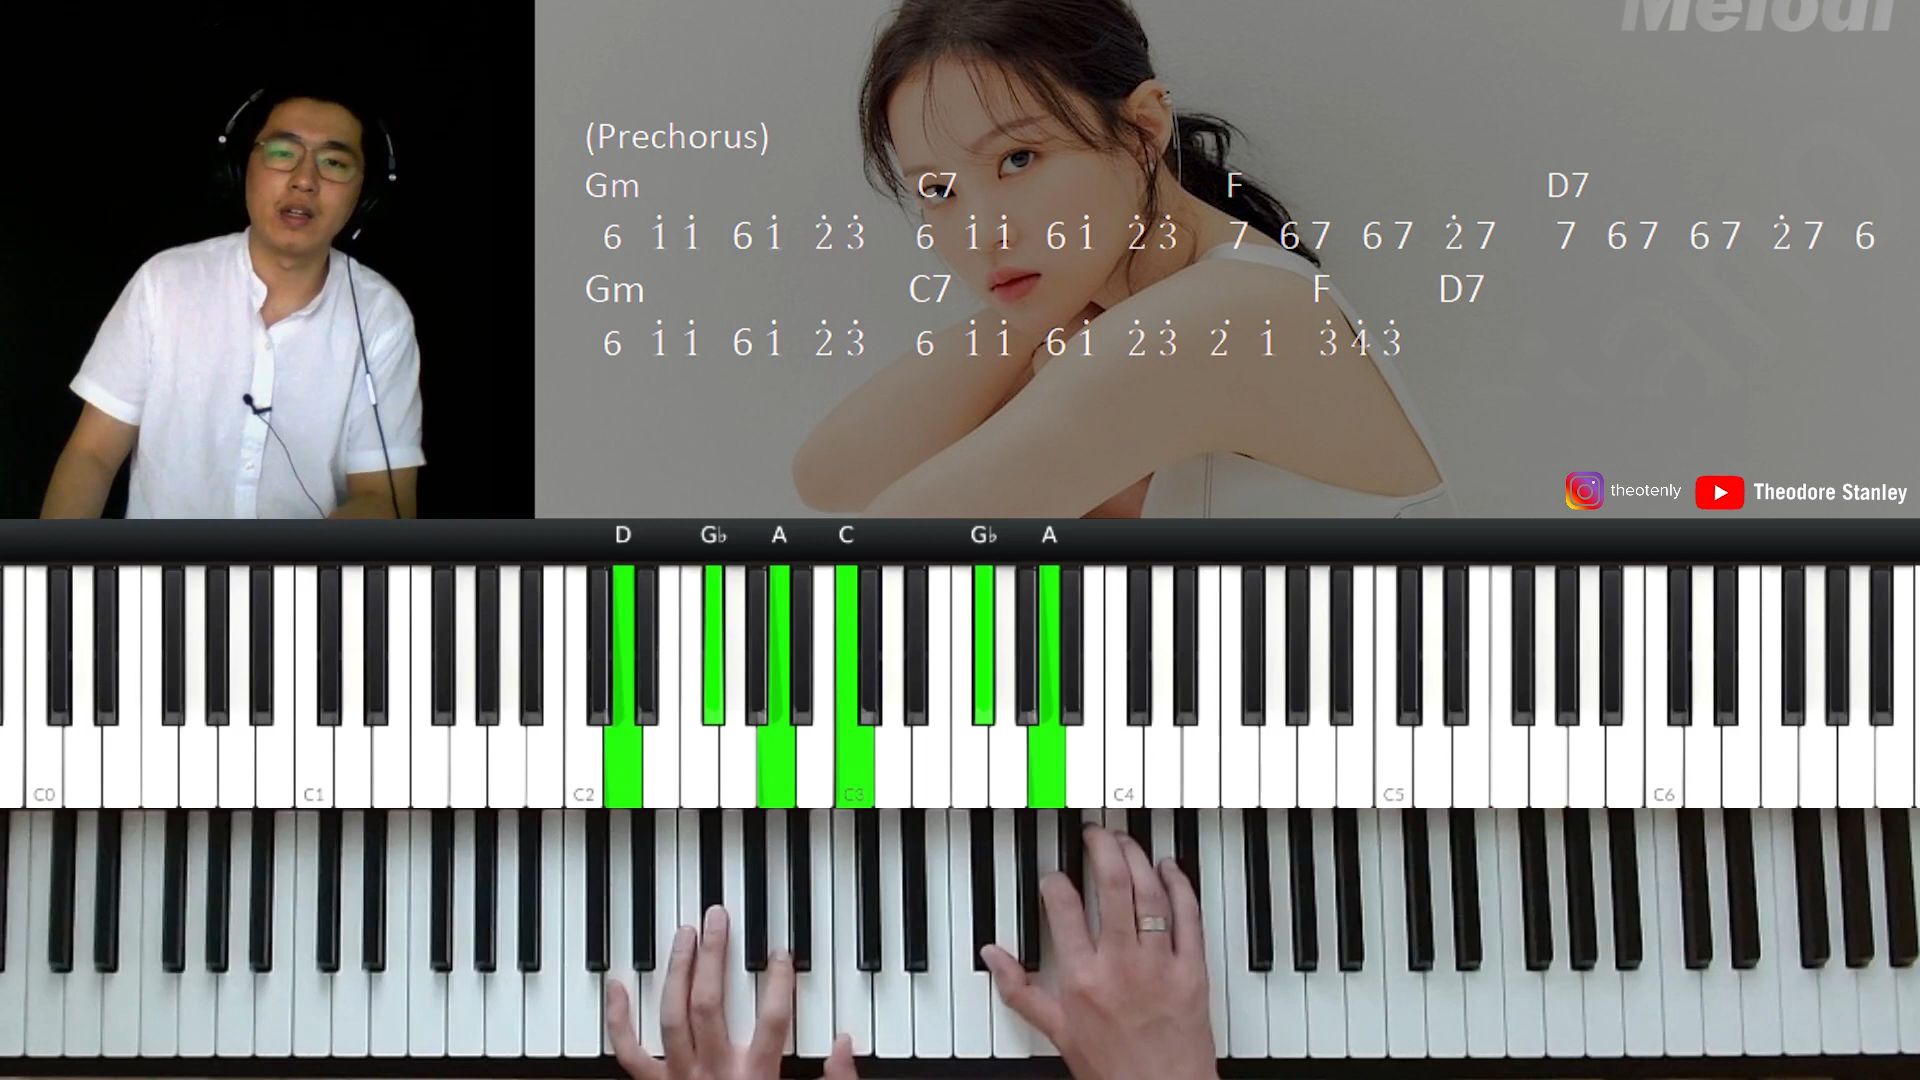 Melodi
(Prechorus)
Gm C7 F D7
6 1̇ 1̇ 6 1̇ 2̇ 3̇ 6 1̇ 1̇ 6 1̇ 2̇ 3̇ 7 6 7 6 7 2̇ 7 7 6 7 6 7 2̇ 7 6
Gm C7 F D7
6 1̇ 1̇ 6 1̇ 2̇ 3̇ 6 1̇ 1̇ 6 1̇ 2̇ 3̇ 2̇ 1̇ 3̇ 4̇ 3̇
theotenly Theodore Stanley
D G♭ A C G♭ A
C0 C1 C2 C3 C4 C5 C6